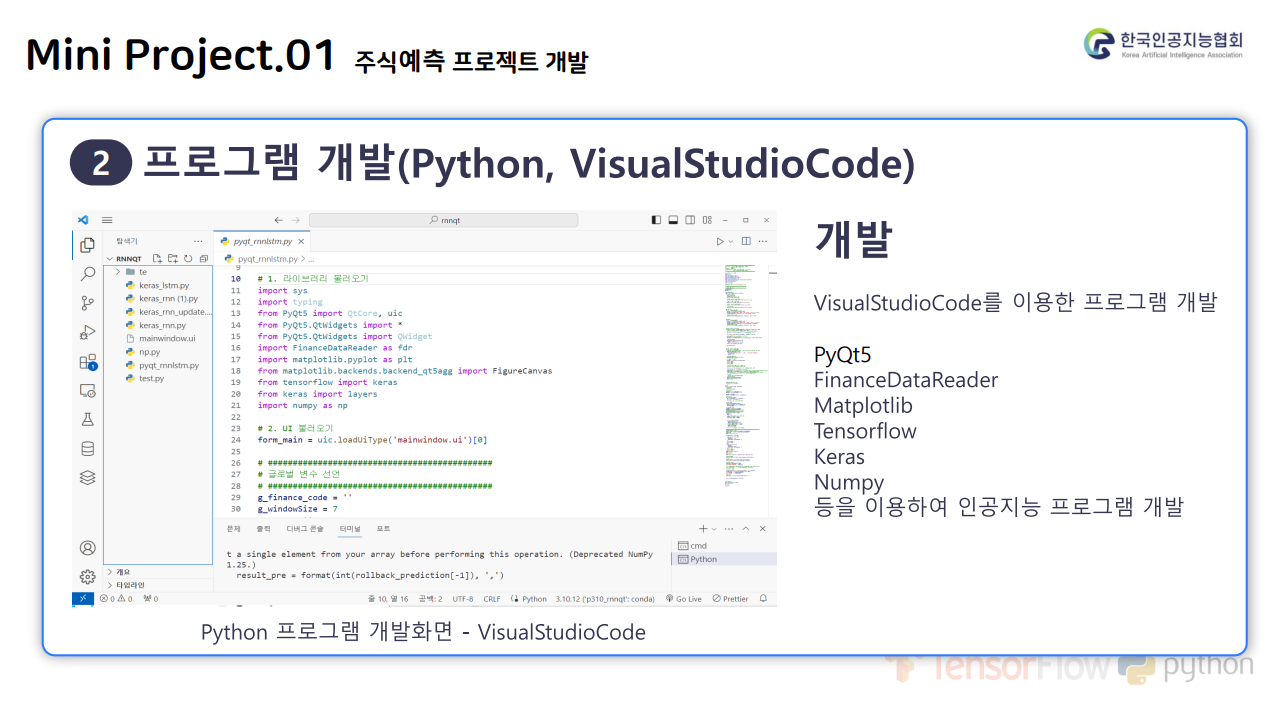 Mini Project.01 주식예측 프로젝트 개발
한국인공지능협회
Korea Artificial Intelligence Association
2 프로그램 개발(Python, VisualStudioCode)
rnnqt
탐색기
pyqt_rnnlstm.py
RNNQT
pyqt_rnnlstm.py > ...
te
keras_lstm.py
keras_rnn (1).py
keras_rnn_update....
keras_rnn.py
mainwindow.ui
np.py
pyqt_rnnlstm.py
test.py
9
10 # 1. 라이브러리 불러오기
11 import sys
12 import typing
13 from PyQt5 import QtCore, uic
14 from PyQt5.QtWidgets import *
15 from PyQt5.QtWidgets import QWidget
16 import FinanceDataReader as fdr
17 import matplotlib.pyplot as plt
18 from matplotlib.backends.backend_qt5agg import FigureCanvas
19 from tensorflow import keras
20 from keras import layers
21 import numpy as np
22
23 # 2. UI 불러오기
24 form_main = uic.loadUiType('mainwindow.ui')[0]
25
26 # #############################################
27 # 글로벌 변수 선언
28 # #############################################
29 g_finance_code = ''
30 g_windowSize = 7
문제 출력 디버그 콘솔 터미널 포트
t a single element from your array before performing this operation. (Deprecated NumPy
1.25.)
result_pre = format(int(rollback_prediction[-1]), ',')
cmd
Python
개요
타임라인
0 0 0 줄 10, 열 16 공백: 2 UTF-8 CRLF Python 3.10.12 ('p310_rnnqt': conda) Go Live Prettier
Python 프로그램 개발화면 - VisualStudioCode
개발
VisualStudioCode를 이용한 프로그램 개발
PyQt5
FinanceDataReader
Matplotlib
Tensorflow
Keras
Numpy
등을 이용하여 인공지능 프로그램 개발
TensorFlow python